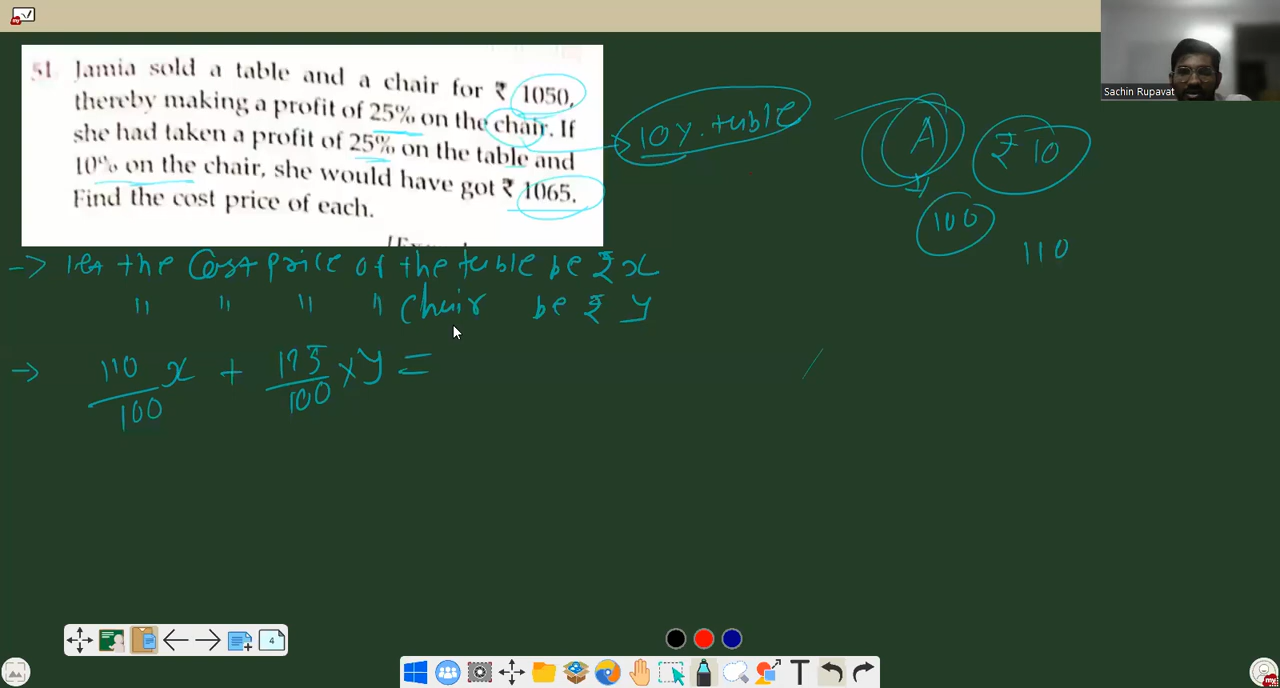 51. Jamia sold a table and a chair for ₹ 1050,
thereby making a profit of 25% on the chair. If
she had taken a profit of 25% on the table and
10% on the chair, she would have got ₹ 1065.
Find the cost price of each.
10%. tuble
A
₹ 10
100
110
→ let the Cost price of the tuble be ₹ x
" " " " Chair be ₹ y
→ 110/100 x + 125/100 x y =
Sachin Rupavat
4
T